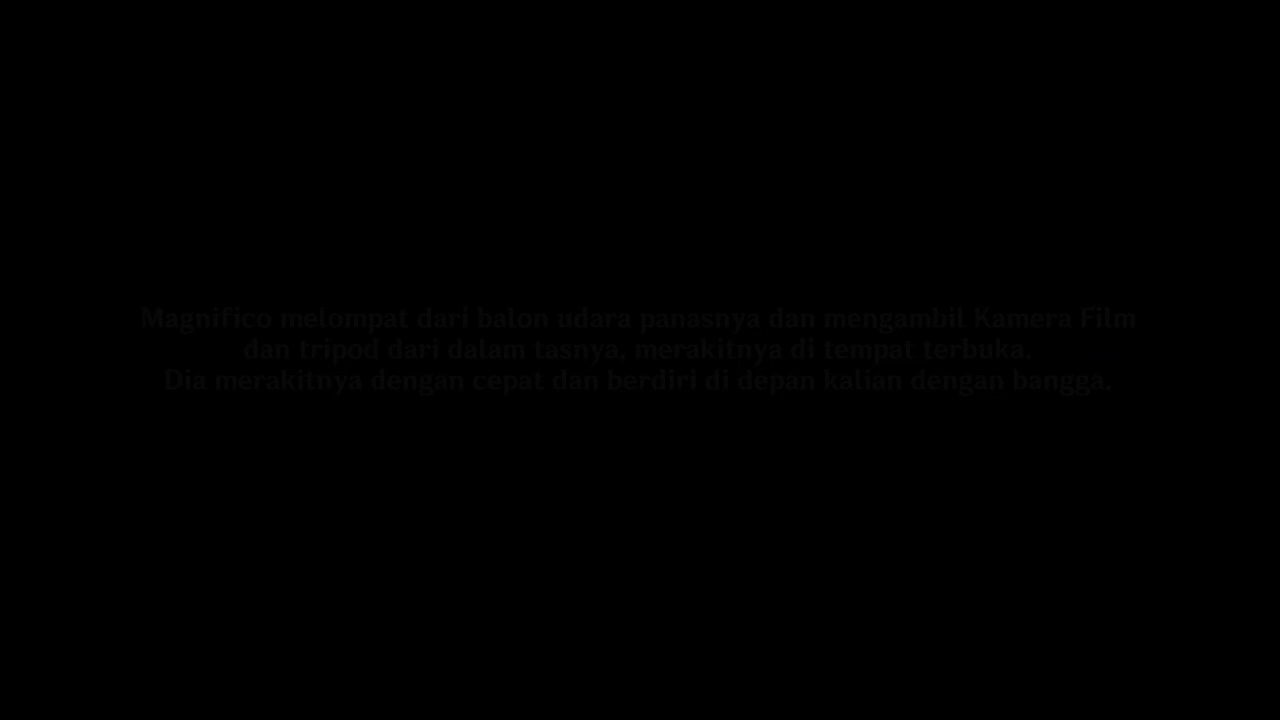 Magnifico melompat dari balon udara panasnya dan mengambil Kamera Film
dan tripod dari dalam tasnya, merakitnya di tempat terbuka.
Dia merakitnya dengan cepat dan berdiri di depan kalian dengan bangga.